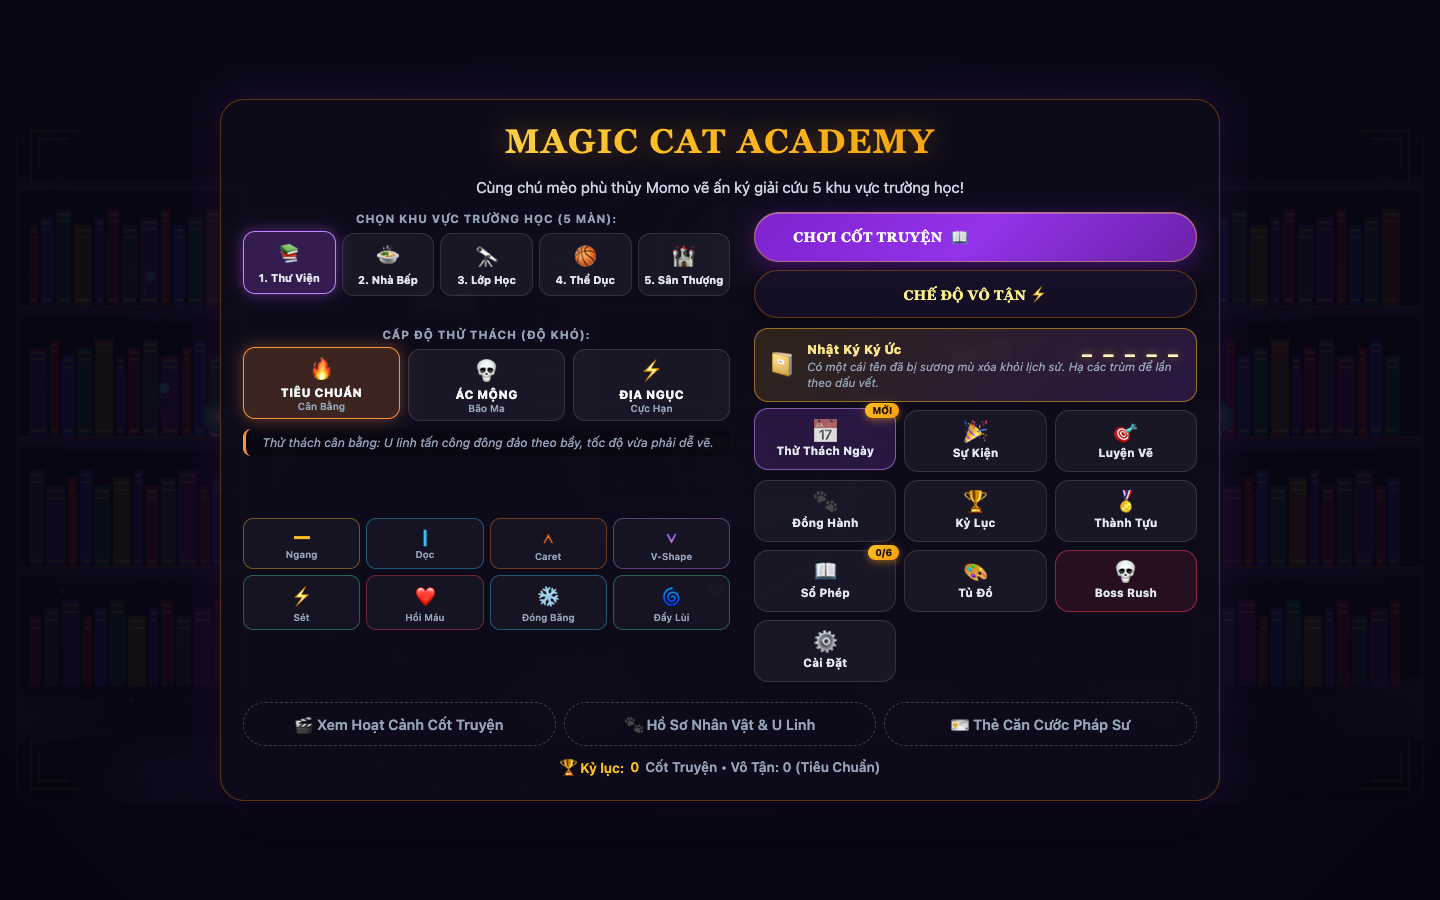 MAGIC CAT ACADEMY
Cùng chú mèo phù thủy Momo vẽ ấn ký giải cứu 5 khu vực trường học!
CHỌN KHU VỰC TRƯỜNG HỌC (5 MÀN):
1. Thư Viện
2. Nhà Bếp
3. Lớp Học
4. Thể Dục
5. Sân Thượng
CẤP ĐỘ THỬ THÁCH (ĐỘ KHÓ):
TIÊU CHUẨN
Cân Bằng
ÁC MỘNG
Bão Ma
ĐỊA NGỤC
Cực Hạn
Thử thách cân bằng: U linh tấn công đông đảo theo bầy, tốc độ vừa phải dễ vẽ.
Ngang
Dọc
Caret
V-Shape
Sét
Hồi Máu
Đóng Băng
Đẩy Lùi
CHƠI CỐT TRUYỆN
CHẾ ĐỘ VÔ TẬN
Nhật Ký Ký Ức
_ _ _ _ _
Có một cái tên đã bị sương mù xóa khỏi lịch sử. Hạ các trùm để lần
theo dấu vết.
MỚI
17
Thử Thách Ngày
Sự Kiện
Luyện Vẽ
Đồng Hành
Kỷ Lục
Thành Tựu
0/6
Sổ Phép
Tủ Đồ
Boss Rush
Cài Đặt
Xem Hoạt Cảnh Cốt Truyện
Hồ Sơ Nhân Vật & U Linh
Thẻ Căn Cước Pháp Sư
Kỷ lục: 0 Cốt Truyện • Vô Tận: 0 (Tiêu Chuẩn)